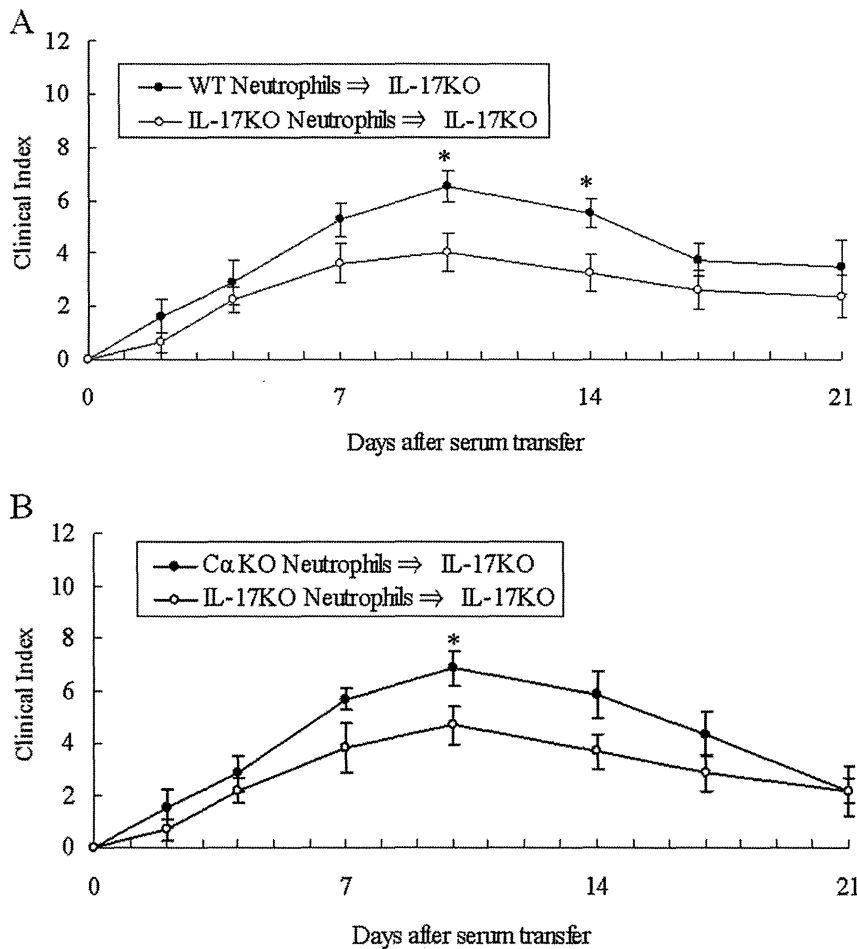 A
12
10
8
6
4
2
0
Clinical Index
WT Neutrophils ⇒ IL-17KO
IL-17KO Neutrophils ⇒ IL-17KO
* *
0 7 14 21
Days after serum transfer
B
12
10
8
6
4
2
0
Clinical Index
Cα KO Neutrophils ⇒ IL-17KO
IL-17KO Neutrophils ⇒ IL-17KO
*
0 7 14 21
Days after serum transfer